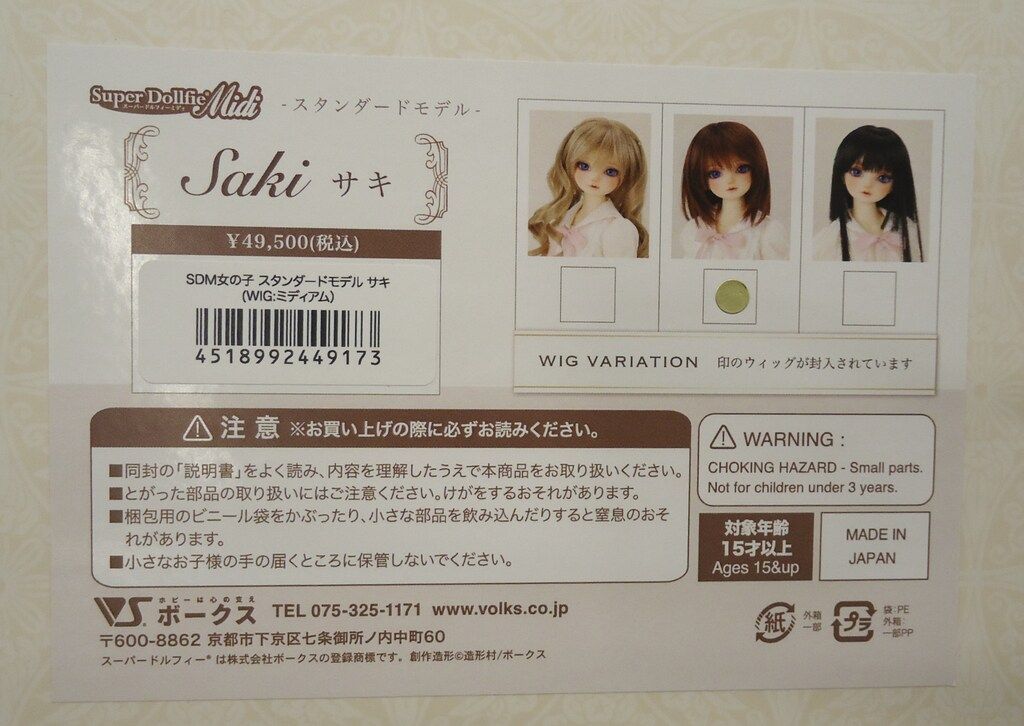 Super Dollfie Midi
スーパードルフィーミディ
-スタンダードモデル-
Saki サキ
¥49,500(税込)
SDM女の子 スタンダードモデル サキ
(WIG:ミディアム)
4518992449173
WIG VARIATION 印のウィッグが封入されています
注意 ※お買い上げの際に必ずお読みください。
■同封の「説明書」をよく読み、内容を理解したうえで本商品をお取り扱いください。
■とがった部品の取り扱いにはご注意ください。けがをするおそれがあります。
■梱包用のビニール袋をかぶったり、小さな部品を飲み込んだりすると窒息のおそ
れがあります。
■小さなお子様の手の届くところに保管しないでください。
WARNING :
CHOKING HAZARD - Small parts.
Not for children under 3 years.
対象年齢
15才以上
Ages 15&up
MADE IN
JAPAN
ホビーは心の支え
VS. ボークス TEL 075-325-1171 www.volks.co.jp
〒600-8862 京都市下京区七条御所ノ内中町60
スーパードルフィー® は株式会社ボークスの登録商標です。創作造形©造形村/ボークス
紙 外箱
一部
プラ 袋:PE
外箱:
一部PP